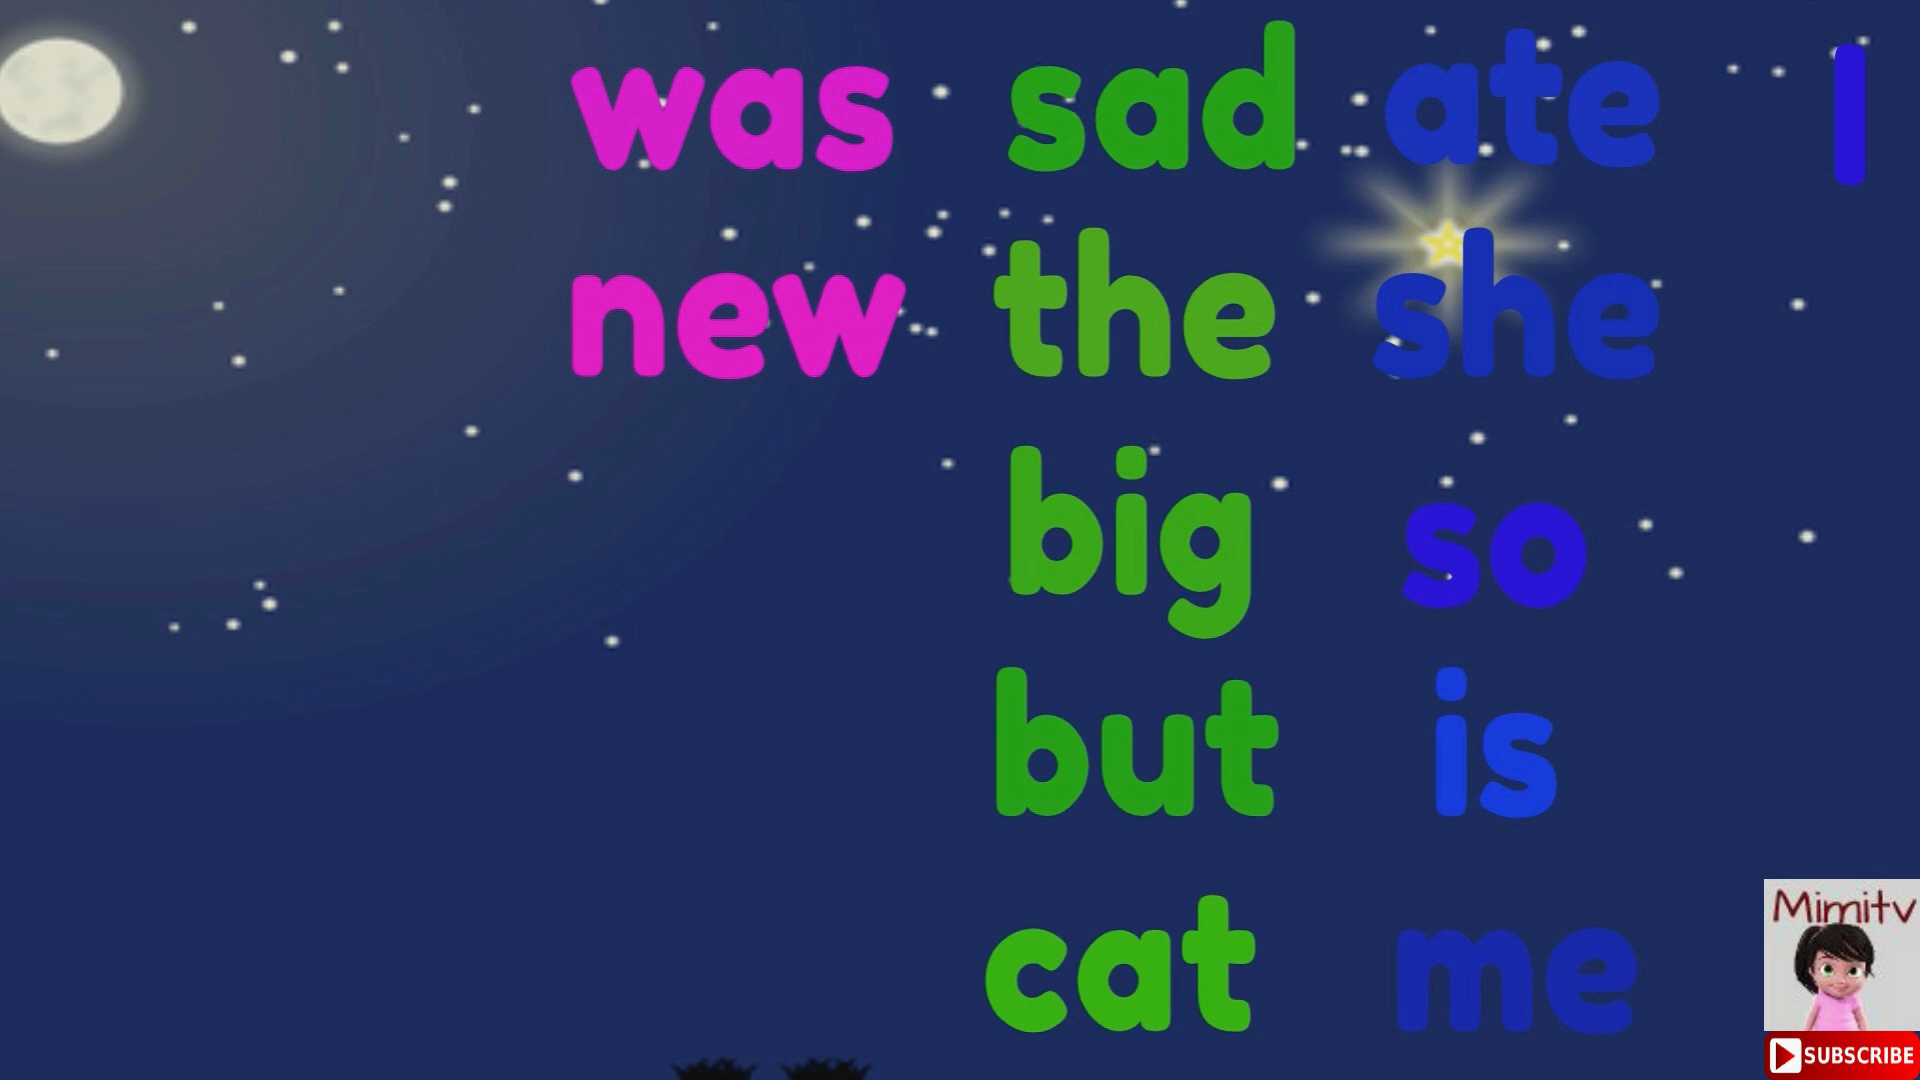 was sad ate I
new the she
big so
but is
cat me
Mimitv
SUBSCRIBE